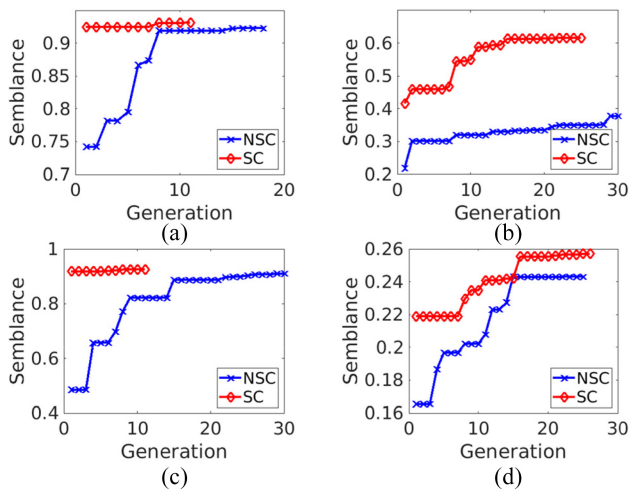 0.9
0.85
0.8
0.75
0.7
Semblance
NSC
SC
0 10 20
Generation
(a)
0.6
0.5
0.4
0.3
0.2
Semblance
NSC
SC
0 10 20 30
Generation
(b)
1
0.8
0.6
0.4
Semblance
NSC
SC
0 10 20 30
Generation
(c)
0.26
0.24
0.22
0.2
0.18
0.16
Semblance
NSC
SC
0 10 20 30
Generation
(d)